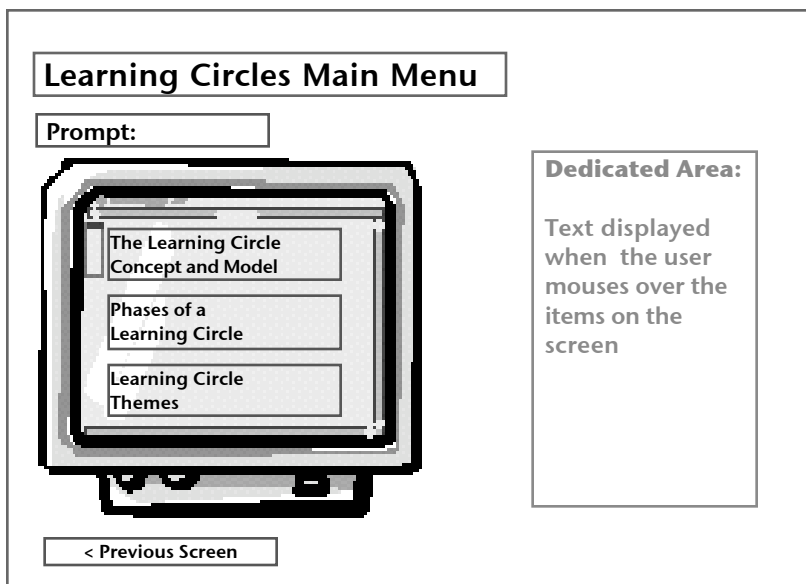 Learning Circles Main Menu
Prompt:
The Learning Circle
Concept and Model
Phases of a
Learning Circle
Learning Circle
Themes
< Previous Screen
Dedicated Area:
Text displayed
when the user
mouses over the
items on the
screen